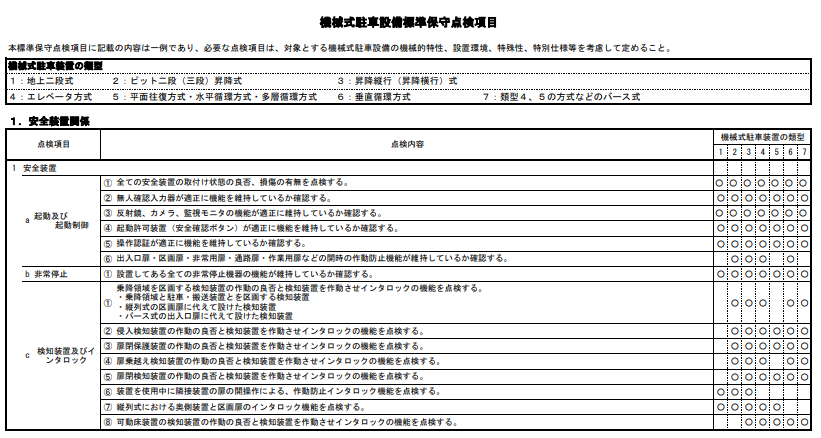 機械式駐車設備標準保守点検項目
本標準保守点検項目に記載の内容は一例であり、必要な点検項目は、対象とする機械式駐車設備の機械的特性、設置環境、特殊性、特別仕様等を考慮して定めること。
機械式駐車装置の類型
1：地上二段式　2：ピット二段（三段）昇降式　3：昇降縦行（昇降横行）式
4：エレベータ方式　5：平面往復方式・水平循環方式・多層循環方式　6：垂直循環方式　7：類型4、5の方式などのバース式
1．安全装置関係
点検項目　点検内容　機械式駐車装置の類型
1 2 3 4 5 6 7
1 安全装置
a 起動及び起動制御
① 全ての安全装置の取付け状態の良否、損傷の有無を点検する。 ○ ○ ○ ○ ○ ○ ○
② 無人確認入力器が適正に機能を維持しているか確認する。 ○ ○ ○ ○ ○ ○ ○
③ 反射鏡、カメラ、監視モニタの機能が適正に維持しているか確認する。 ○ ○ ○ ○ ○ ○ ○
④ 起動許可装置（安全確認ボタン）が適正に機能を維持しているか確認する。 ○ ○ ○ ○ ○ ○ ○
⑤ 操作認証が適正に機能を維持しているか確認する。 ○ ○ ○ ○ ○ ○ ○
⑥ 出入口扉・区画扉・非常用扉・通路扉・作業用扉などの開時の作動防止機能が維持しているか確認する。 ○ ○ ○ ○
b 非常停止 ① 設置してある全ての非常停止機器の機能が維持しているか確認する。 ○ ○ ○ ○ ○ ○ ○
c 検知装置及びインタロック
① 乗降領域を区画する検知装置の作動の良否と検知装置を作動させインタロックの機能を点検する。
・乗降領域と駐車・搬送装置とを区画する検知装置
・縦列式の区画扉に代えて設けた検知装置
・バース式の出入口扉に代えて設けた検知装置 ○ ○ ○ ○ ○
② 侵入検知装置の作動の良否と検知装置を作動させインタロックの機能を点検する。 ○ ○ ○ ○ ○ ○
③ 扉閉保護装置の作動の良否と検知装置を作動させインタロックの機能を点検する。 ○ ○ ○ ○ ○ ○
④ 扉乗越え検知装置の作動の良否と検知装置を作動させインタロックの機能を点検する。 ○ ○ ○ ○ ○
⑤ 扉閉検知装置の作動の良否と検知装置を作動させインタロックの機能を点検する。 ○ ○ ○ ○ ○ ○
⑥ 装置を使用中に隣接装置の扉の開操作による、作動防止インタロック機能を点検する。 ○ ○ ○
⑦ 縦列式における奥側装置と区画扉のインタロック機能を点検する。 ○ ○ ○ ○
⑧ 可動床装置の検知装置の作動の良否と検知装置を作動させインタロックの機能を点検する。 ○ ○ ○ ○ ○